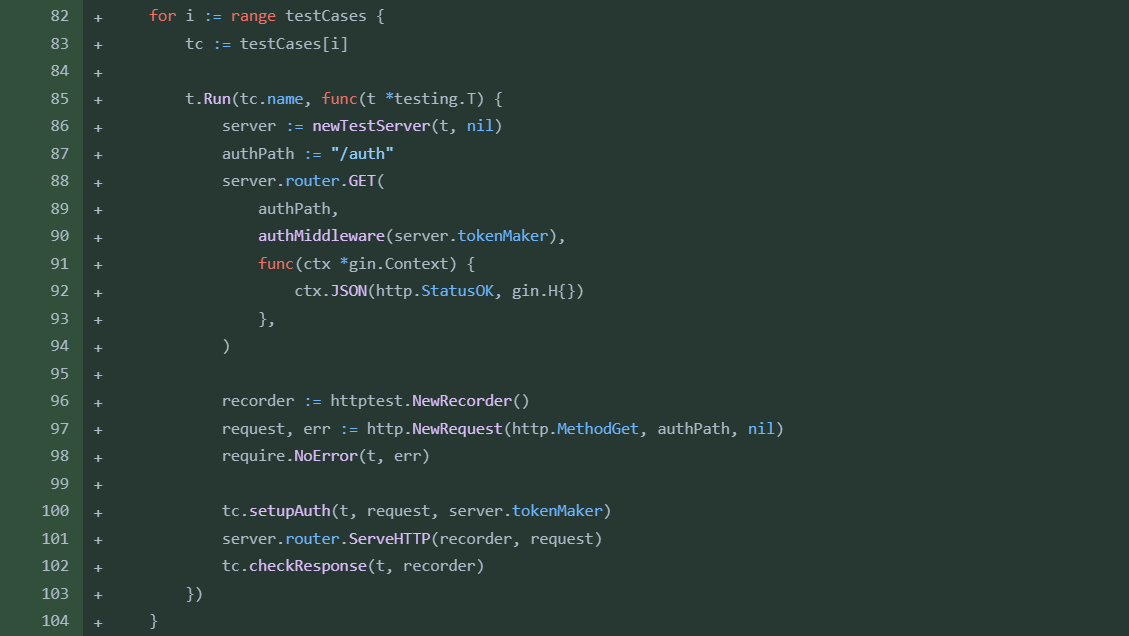 82 + for i := range testCases {
83 + tc := testCases[i]
84 +
85 + t.Run(tc.name, func(t *testing.T) {
86 + server := newTestServer(t, nil)
87 + authPath := "/auth"
88 + server.router.GET(
89 + authPath,
90 + authMiddleware(server.tokenMaker),
91 + func(ctx *gin.Context) {
92 + ctx.JSON(http.StatusOK, gin.H{})
93 + },
94 + )
95 +
96 + recorder := httptest.NewRecorder()
97 + request, err := http.NewRequest(http.MethodGet, authPath, nil)
98 + require.NoError(t, err)
99 +
100 + tc.setupAuth(t, request, server.tokenMaker)
101 + server.router.ServeHTTP(recorder, request)
102 + tc.checkResponse(t, recorder)
103 + })
104 + }